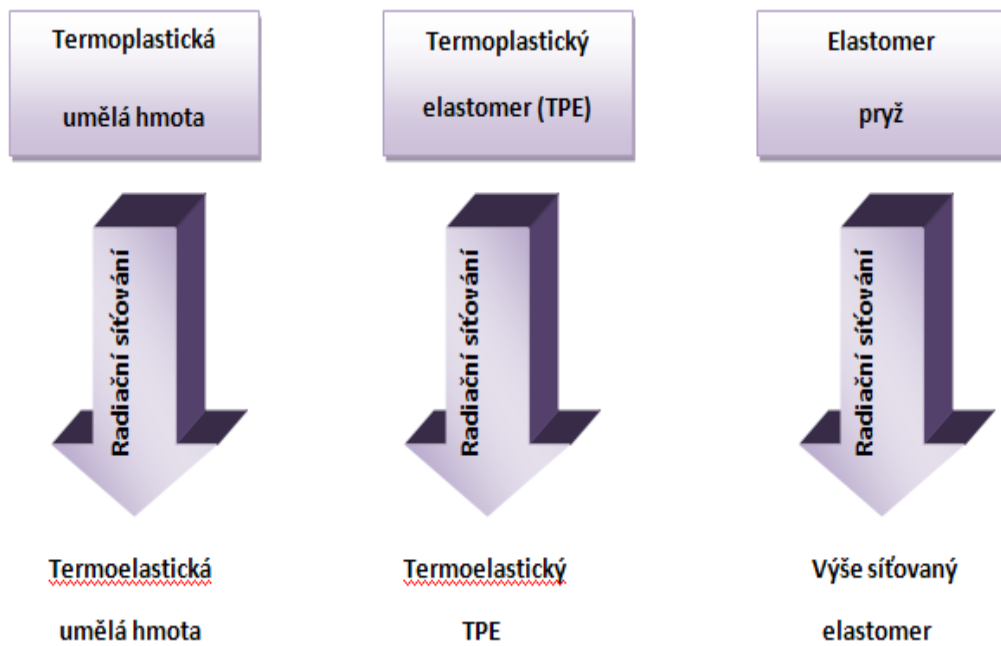 Termoplastická
umělá hmota
Termoplastický
elastomer (TPE)
Elastomer
pryž
Radiační síťování
Radiační síťování
Radiační síťování
Termoelastická
umělá hmota
Termoelastický
TPE
Výše síťovaný
elastomer